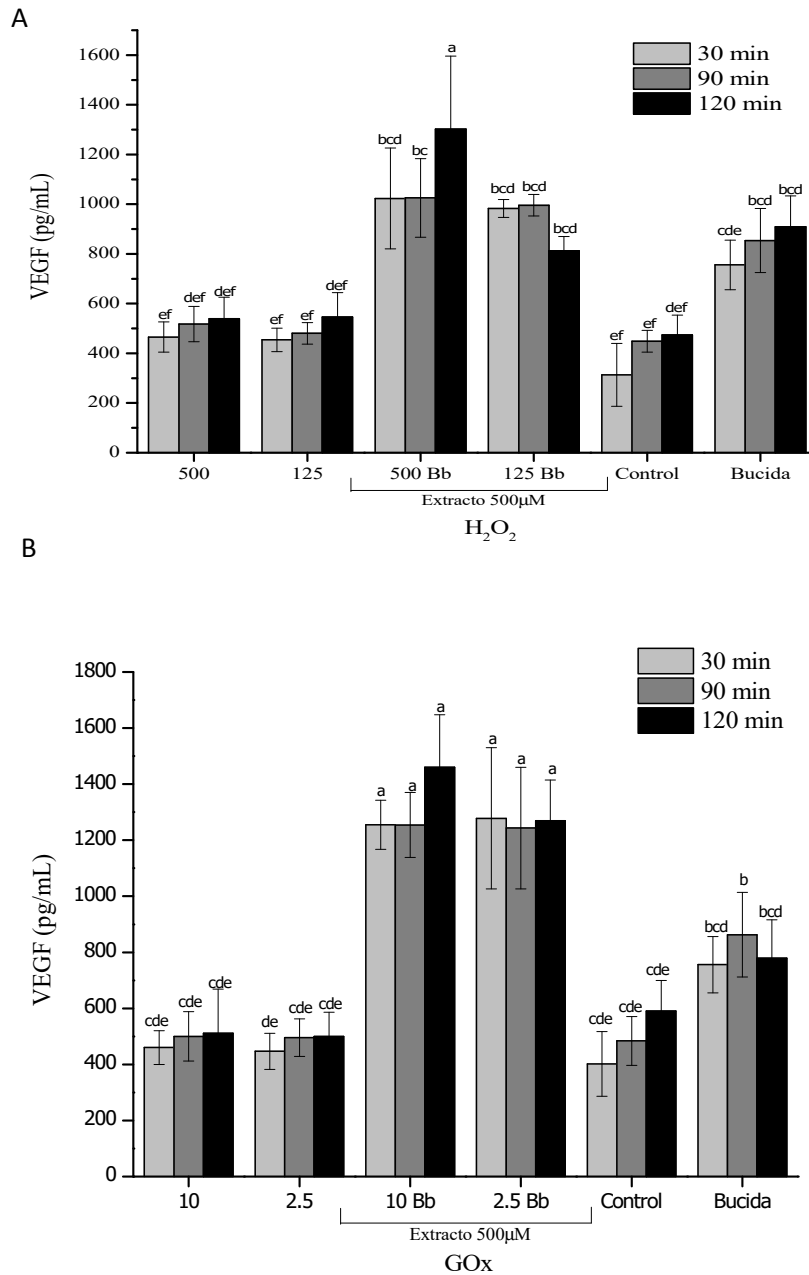 A
1600
1400
1200
1000
800
600
400
200
0
VEGF (pg/mL)
30 min
90 min
120 min
ef def def
ef ef def
bcd bc a
bcd bcd bcd
ef ef def
cde bcd bcd
500 125 500 Bb 125 Bb Control Bucida
Extracto 500µM
H₂O₂
B
1800
1600
1400
1200
1000
800
600
400
200
0
VEGF (pg/mL)
30 min
90 min
120 min
cde cde cde
de cde cde
a a a
a a a
cde cde cde
bcd b bcd
10 2.5 10 Bb 2.5 Bb Control Bucida
Extracto 500µM
GOx